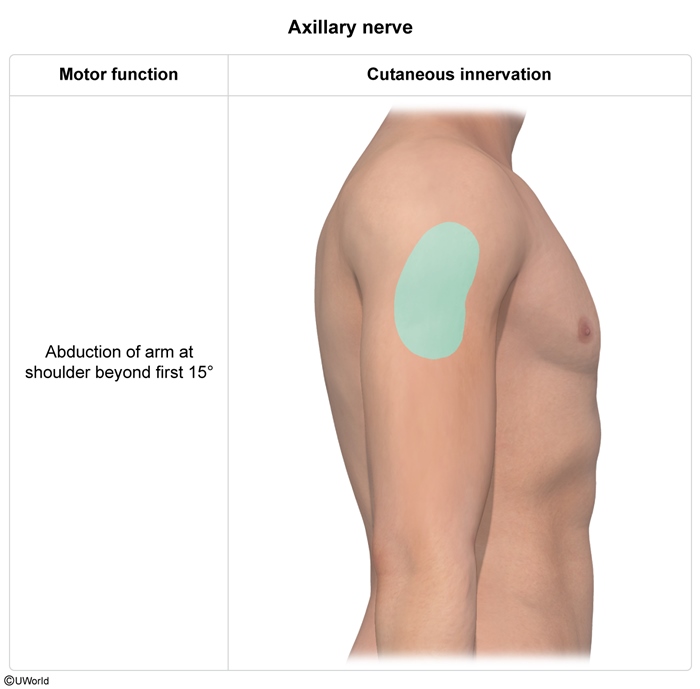 Axillary nerve
Motor function
Cutaneous innervation
Abduction of arm at
shoulder beyond first 15°
©UWorld